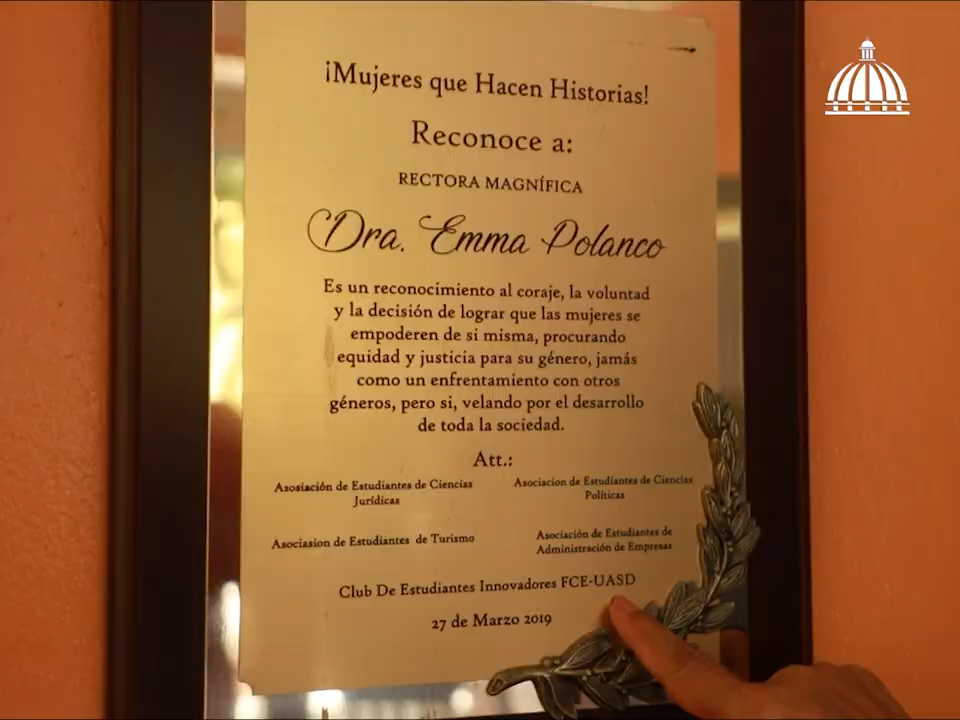 ¡Mujeres que Hacen Historias!
Reconoce a:
RECTORA MAGNÍFICA
Dra. Emma Polanco
Es un reconocimiento al coraje, la voluntad
y la decisión de lograr que las mujeres se
empoderen de si misma, procurando
equidad y justicia para su género, jamás
como un enfrentamiento con otros
géneros, pero si, velando por el desarrollo
de toda la sociedad.
Att.:
Asosiación de Estudiantes de Ciencias
Jurídicas
Asociacion de Estudiantes de Ciencias
Políticas
Asociasion de Estudiantes de Turismo
Asociación de Estudiantes de
Administración de Empresas
Club De Estudiantes Innovadores FCE-UASD
27 de Marzo 2019